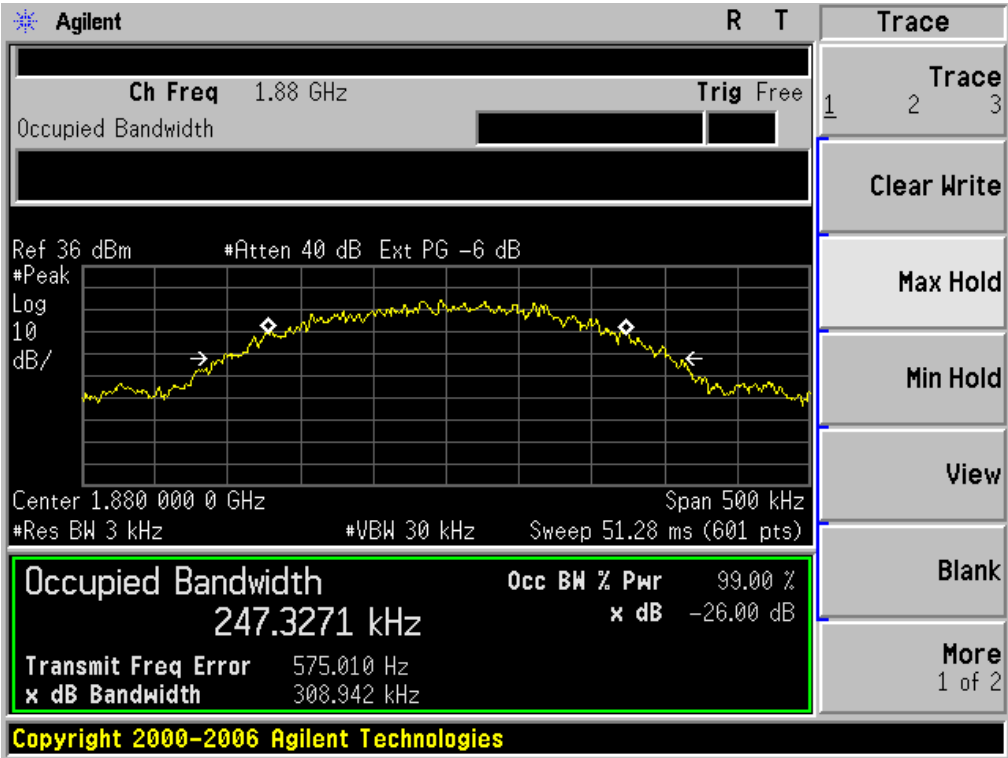 Agilent R T
Trace
Ch Freq 1.88 GHz Trig Free
Occupied Bandwidth
Ref 36 dBm #Atten 40 dB Ext PG -6 dB
#Peak
Log
10
dB/
Center 1.880 000 0 GHz Span 500 kHz
#Res BW 3 kHz #VBW 30 kHz Sweep 51.28 ms (601 pts)
Occupied Bandwidth
247.3271 kHz
Occ BW % Pwr 99.00 %
x dB -26.00 dB
Transmit Freq Error 575.010 Hz
x dB Bandwidth 308.942 kHz
Copyright 2000-2006 Agilent Technologies
Trace
1 2 3
Clear Write
Max Hold
Min Hold
View
Blank
More
1 of 2